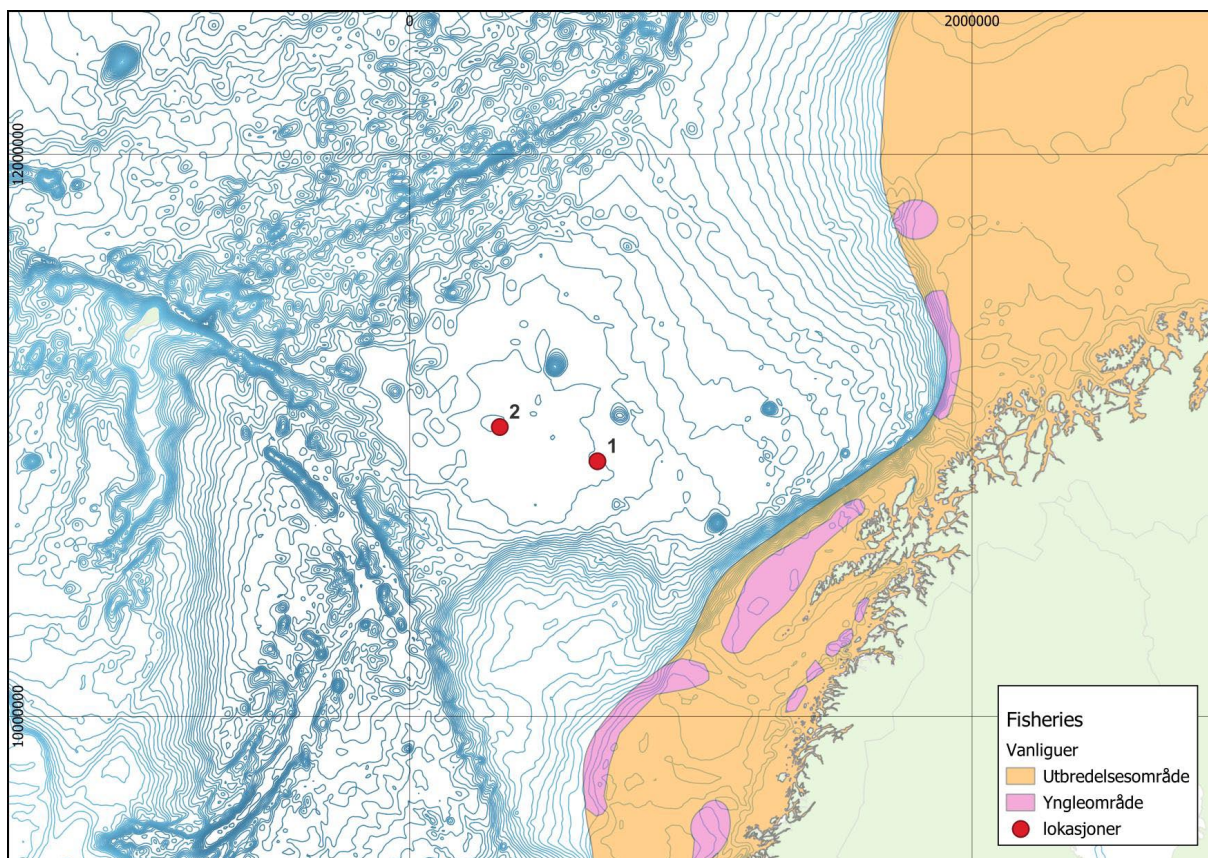 0
2000000
12000000
2
1
10000000
Fisheries
Vanliguer
Utbredelsesområde
Yngleområde
lokasjoner